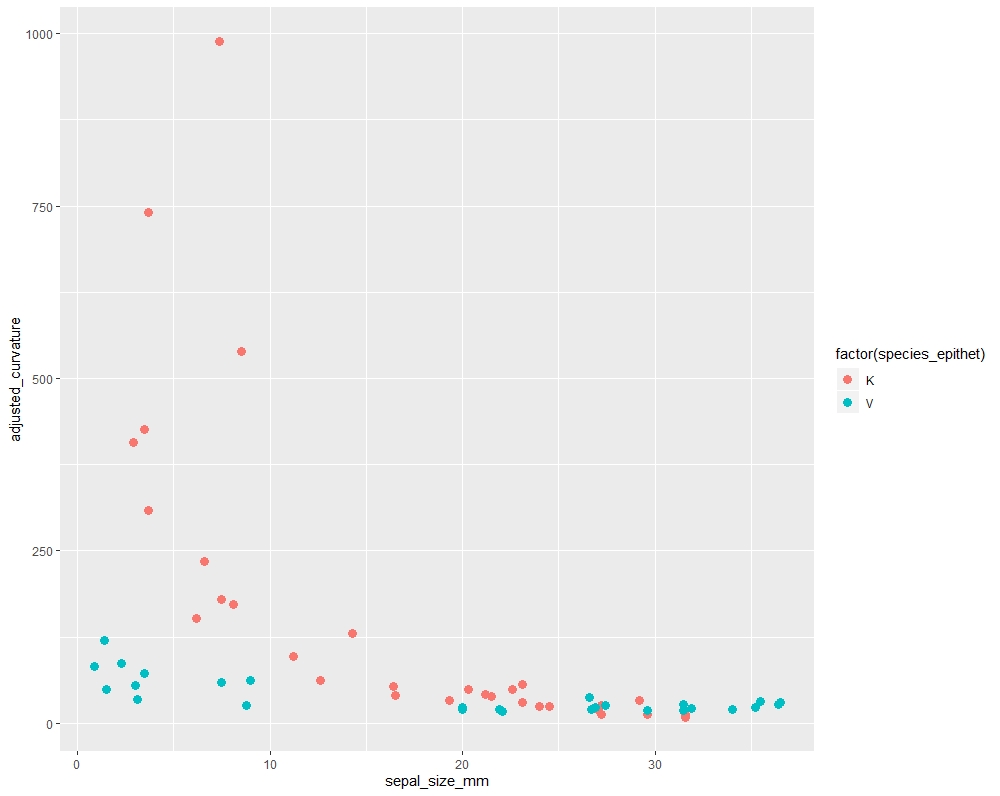 1000
750
500
250
0
adjusted_curvature
0 10 20 30
sepal_size_mm
factor(species_epithet)
K
V